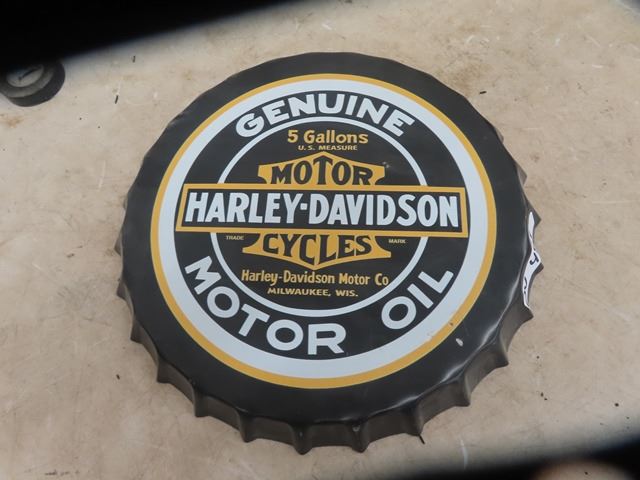 GENUINE
5 Gallons
U.S. MEASURE
MOTOR
HARLEY-DAVIDSON
TRADE MARK
CYCLES
Harley-Davidson Motor Co
MILWAUKEE, WIS.
MOTOR OIL